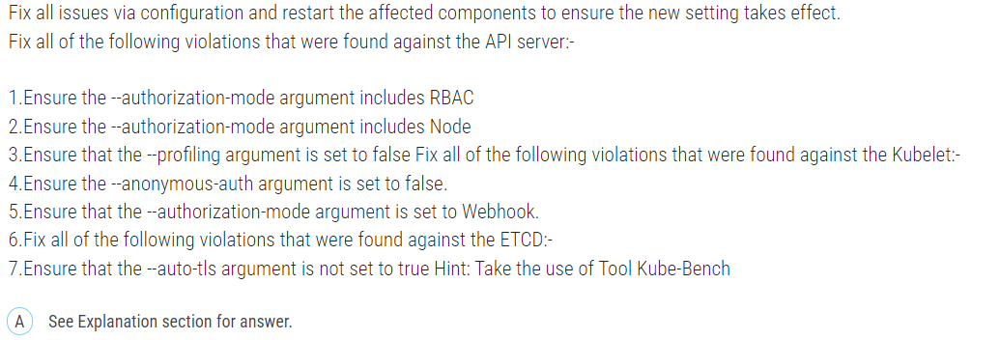 Fix all issues via configuration and restart the affected components to ensure the new setting takes effect.
Fix all of the following violations that were found against the API server:-
1.Ensure the --authorization-mode argument includes RBAC
2.Ensure the --authorization-mode argument includes Node
3.Ensure that the --profiling argument is set to false Fix all of the following violations that were found against the Kubelet:-
4.Ensure the --anonymous-auth argument is set to false.
5.Ensure that the --authorization-mode argument is set to Webhook.
6.Fix all of the following violations that were found against the ETCD:-
7.Ensure that the --auto-tls argument is not set to true Hint: Take the use of Tool Kube-Bench
A See Explanation section for answer.